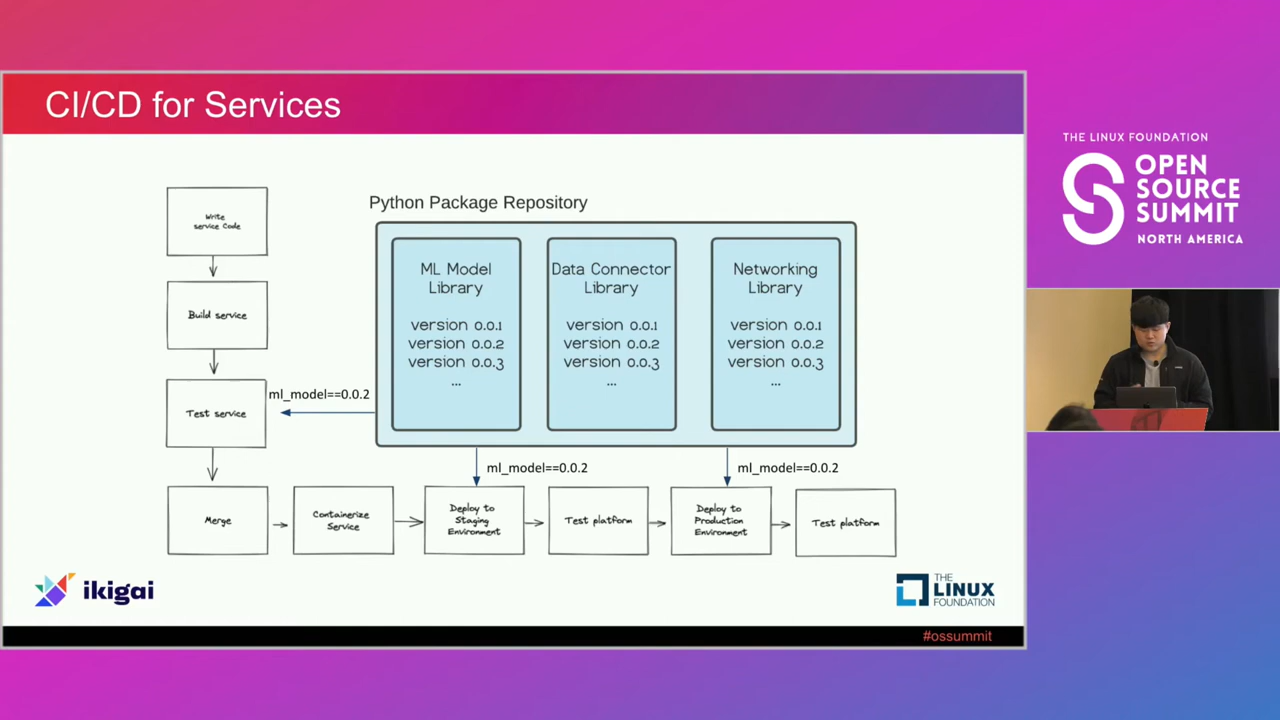 CI/CD for Services
Write
service Code
Build service
Test service
Merge
Containerize
Service
Deploy to
Staging
Environment
Test platform
Deploy to
Production
Environment
Test platform
Python Package Repository
ML Model
Library
version 0.0.1
version 0.0.2
version 0.0.3
...
Data Connector
Library
version 0.0.1
version 0.0.2
version 0.0.3
...
Networking
Library
version 0.0.1
version 0.0.2
version 0.0.3
...
ml_model==0.0.2
ml_model==0.0.2
ml_model==0.0.2
ikigai
THE
LINUX
FOUNDATION
#ossummit
THE LINUX FOUNDATION
OPEN
SOURCE
SUMMIT
NORTH AMERICA